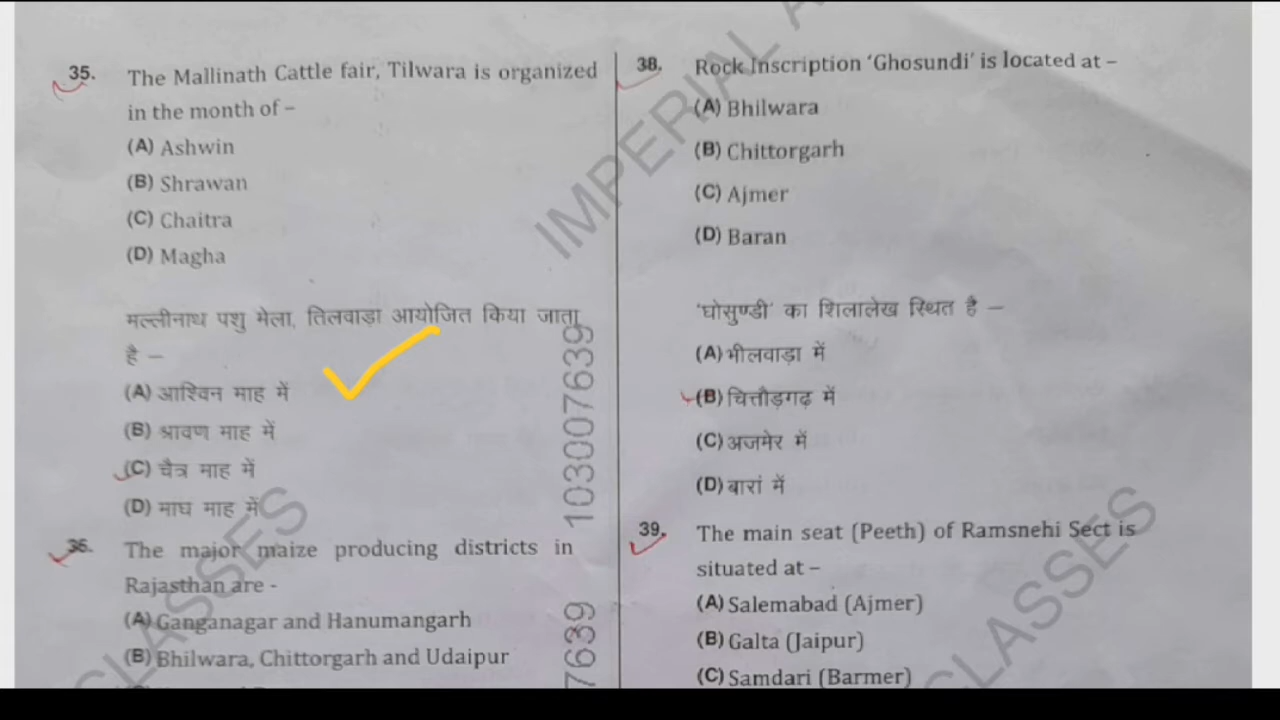 35. The Mallinath Cattle fair, Tilwara is organized
in the month of –
(A) Ashwin
(B) Shrawan
(C) Chaitra
(D) Magha
मल्लीनाथ पशु मेला, तिलवाड़ा आयोजित किया जाता
है –
(A) आश्विन माह में
(B) श्रावण माह में
(C) चैत्र माह में
(D) माघ माह में
36. The major maize producing districts in
Rajasthan are -
(A) Ganganagar and Hanumangarh
(B) Bhilwara, Chittorgarh and Udaipur
103007639
7639
38. Rock Inscription ‘Ghosundi’ is located at –
(A) Bhilwara
(B) Chittorgarh
(C) Ajmer
(D) Baran
‘घोसुण्डी’ का शिलालेख स्थित है –
(A) भीलवाड़ा में
(B) चित्तौड़गढ़ में
(C) अजमेर में
(D) बारां में
39. The main seat (Peeth) of Ramsnehi Sect is
situated at –
(A) Salemabad (Ajmer)
(B) Galta (Jaipur)
(C) Samdari (Barmer)
IMPERIAL A
CLASSES
CLASSES